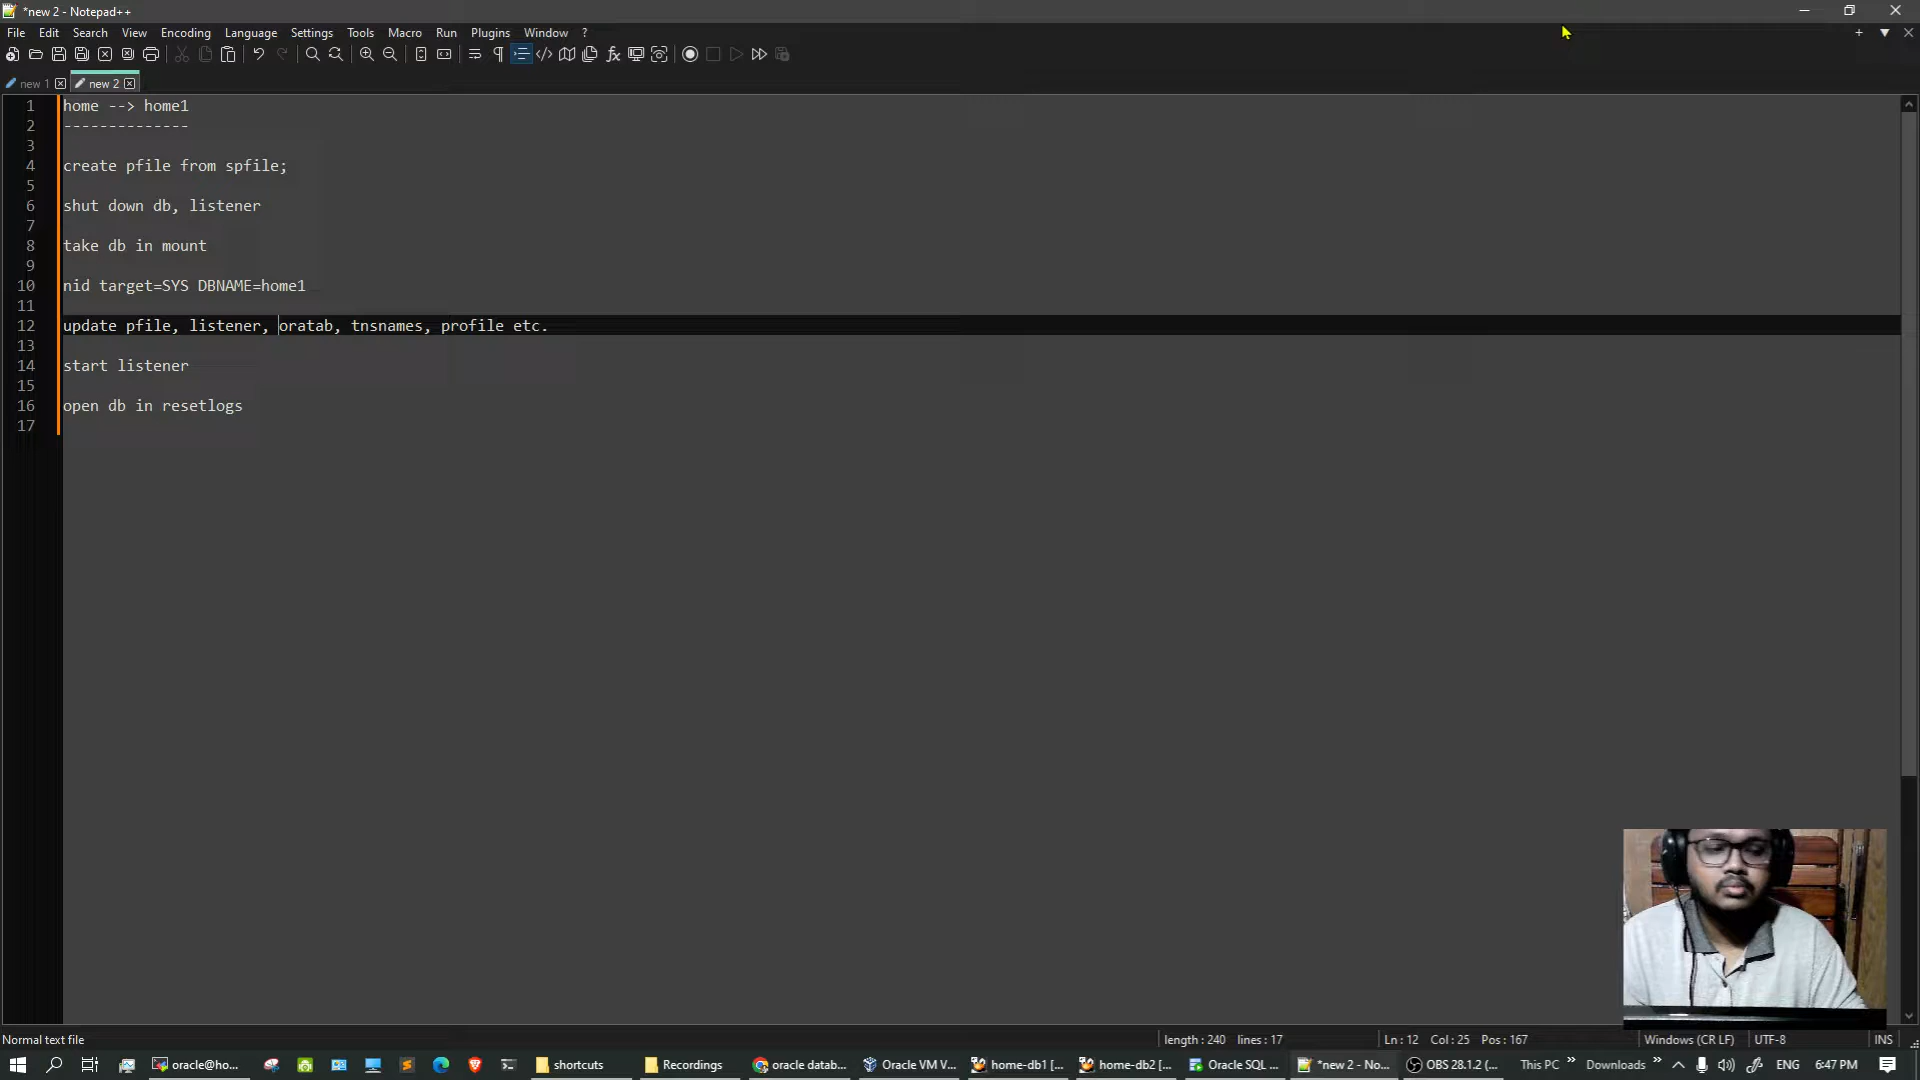 *new 2 - Notepad++
File Edit Search View Encoding Language Settings Tools Macro Run Plugins Window ?
new 1 new 2
1 home --> home1
2 --------------
3
4 create pfile from spfile;
5
6 shut down db, listener
7
8 take db in mount
9
10 nid target=SYS DBNAME=home1
11
12 update pfile, listener, oratab, tnsnames, profile etc.
13
14 start listener
15
16 open db in resetlogs
17
Normal text file length : 240 lines : 17 Ln : 12 Col : 25 Pos : 167 Windows (CR LF) UTF-8 INS
oracle@ho... shortcuts Recordings oracle datab... Oracle VM V... home-db1 [... home-db2 [... Oracle SQL ... *new 2 - No... OBS 28.1.2 (... This PC » Downloads » ENG 6:47 PM